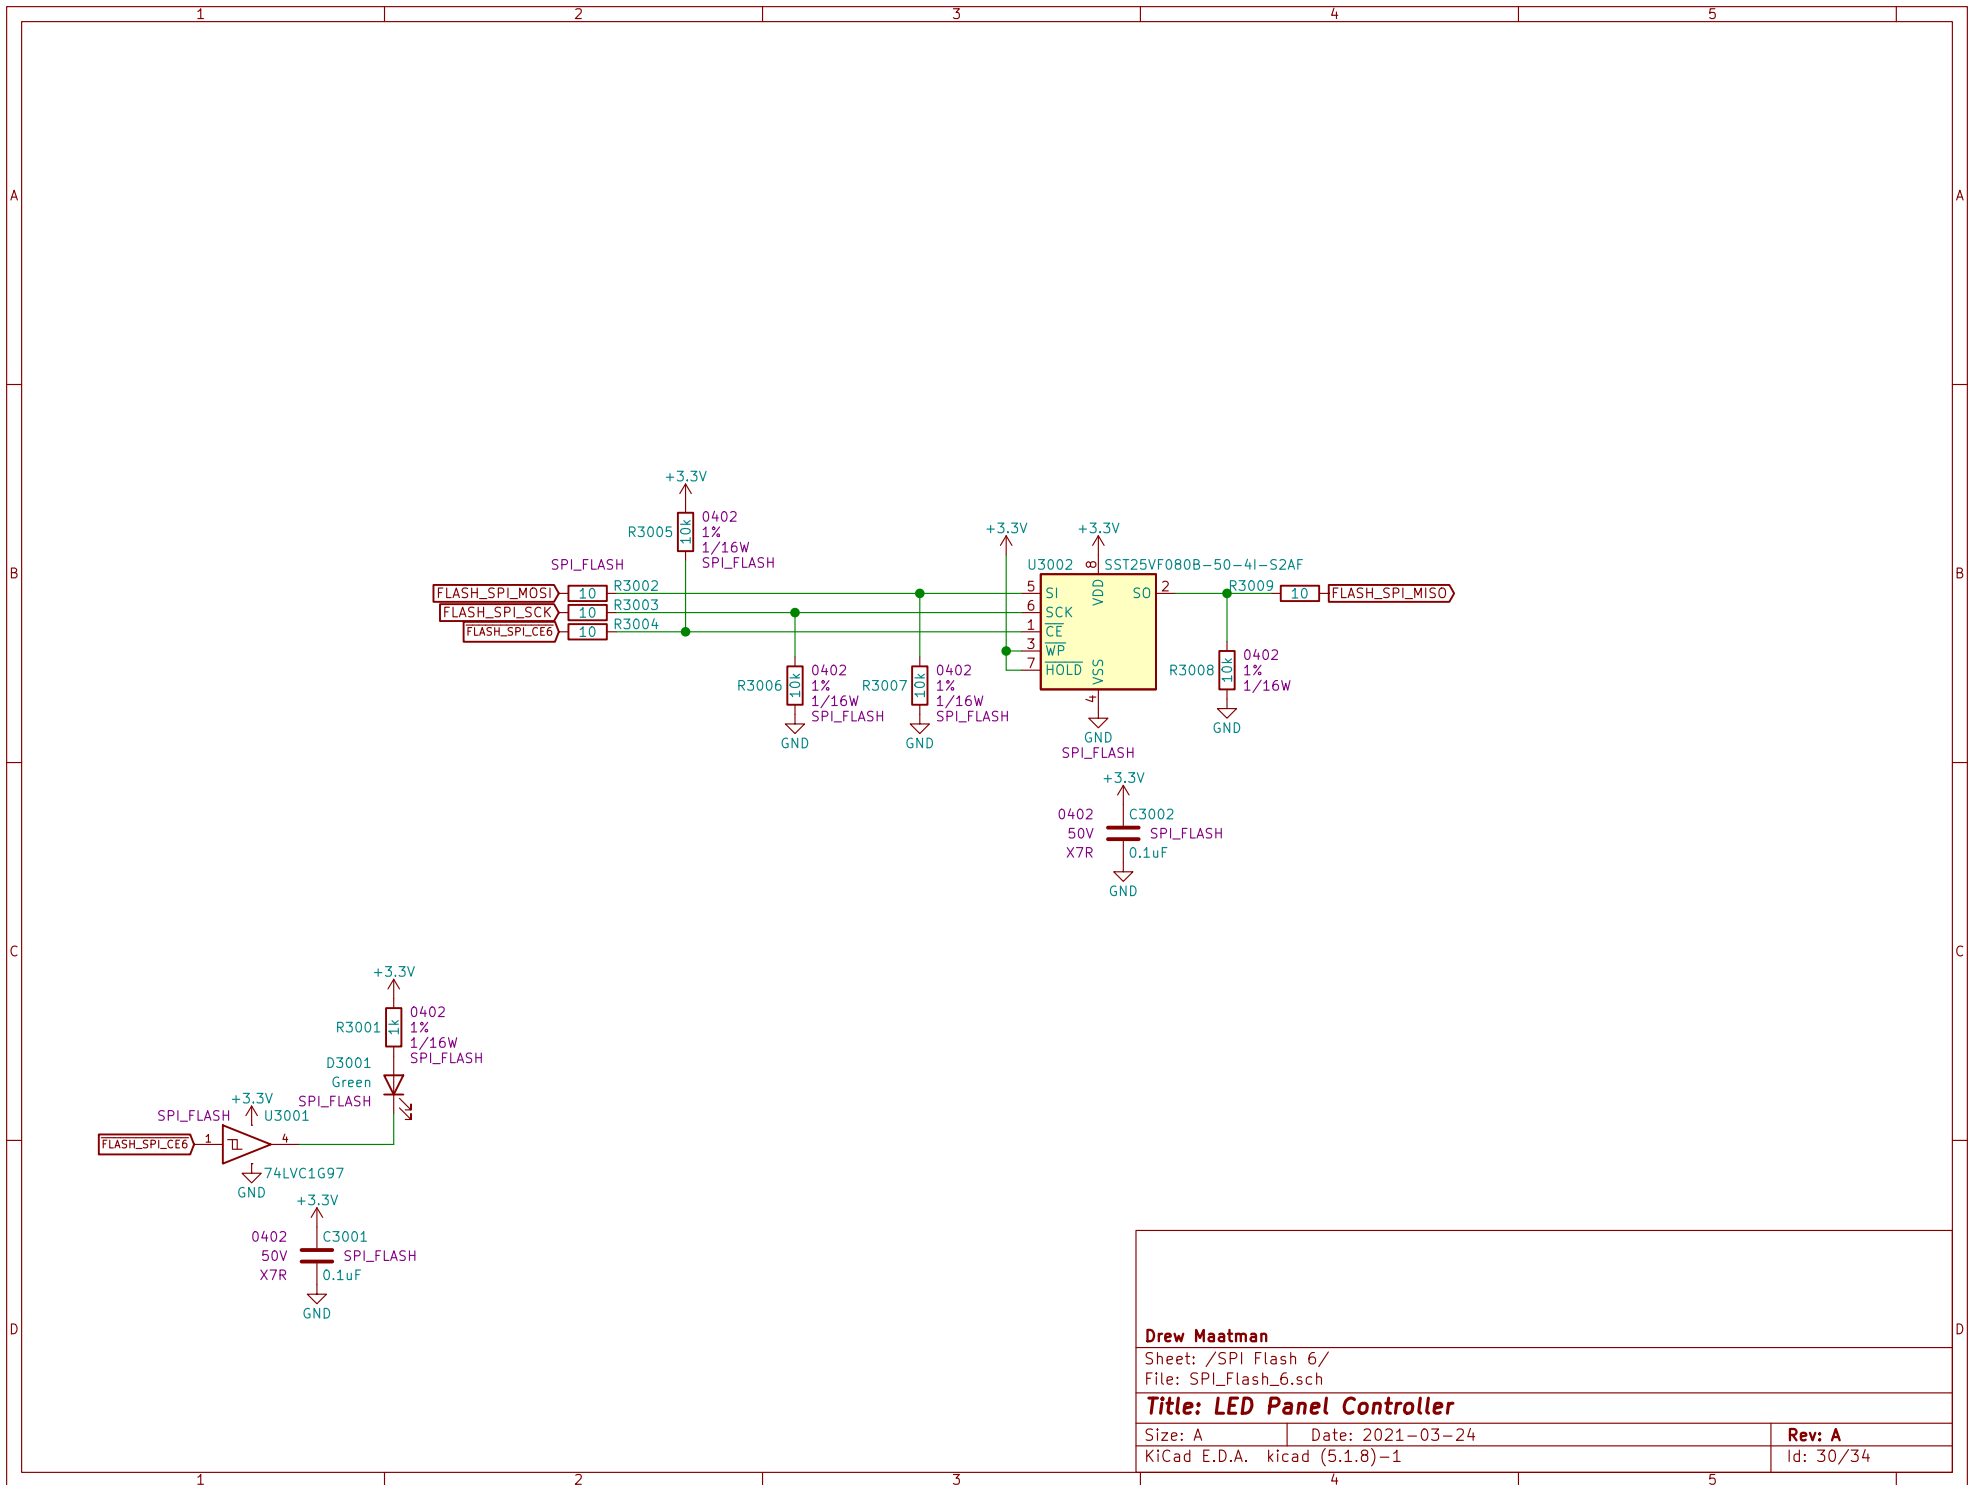 1 2 3 4 5
A A
+3.3V
R3005 10k 0402
1%
1/16W
SPI_FLASH
+3.3V +3.3V
SPI_FLASH
U3002 8 SST25VF080B-50-4I-S2AF
B B
FLASH_SPI_MOSI 10 R3002
FLASH_SPI_SCK 10 R3003
FLASH_SPI_CE6 10 R3004
5 SI VDD SO 2
6 SCK
1 CE
3 WP
7 HOLD VSS
4
R3009 10 FLASH_SPI_MISO
R3006 10k 0402
1%
1/16W
SPI_FLASH
GND
R3007 10k 0402
1%
1/16W
SPI_FLASH
GND
GND
SPI_FLASH
R3008 10k 0402
1%
1/16W
GND
+3.3V
0402 C3002
50V SPI_FLASH
X7R 0.1uF
GND
C C
+3.3V
R3001 1k 0402
1%
1/16W
SPI_FLASH
D3001
Green
SPI_FLASH
+3.3V
SPI_FLASH U3001
FLASH_SPI_CE6 1 4
74LVC1G97
GND
+3.3V
0402 C3001
50V SPI_FLASH
X7R 0.1uF
GND
D D
Drew Maatman
Sheet: /SPI Flash 6/
File: SPI_Flash_6.sch
Title: LED Panel Controller
Size: A Date: 2021-03-24 Rev: A
KiCad E.D.A. kicad (5.1.8)-1 Id: 30/34
1 2 3 4 5